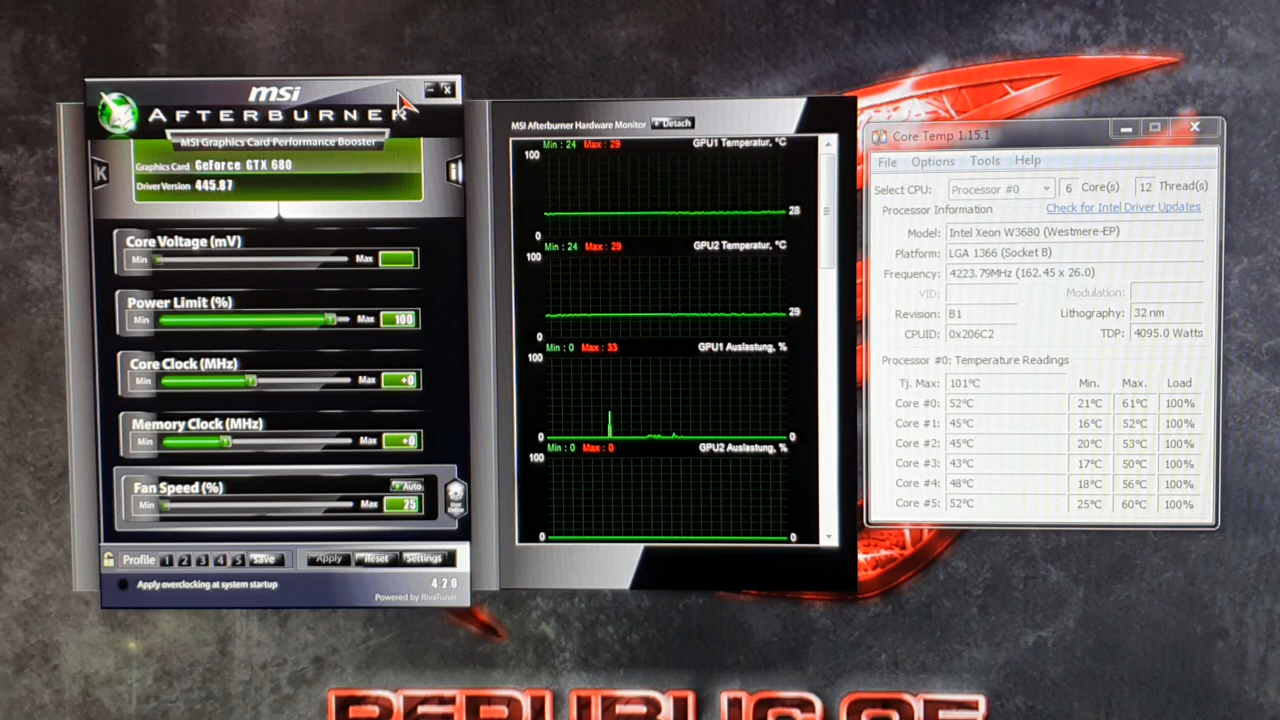 msi
AFTERBURNER
MSI Graphics Card Performance Booster
K
i
Graphics Card GeForce GTX 680
Driver Version 445.87
Core Voltage (mV)
Min Max
Power Limit (%)
Min Max 100
Core Clock (MHz)
Min Max +0
Memory Clock (MHz)
Min Max +0
Fan Speed (%)
Auto
Min Max 25
Profile 1 2 3 4 5 Save Apply Reset Settings
Apply overclocking at system startup 4.2.0
Powered by RivaTuner
MSI Afterburner Hardware Monitor Detach
Min : 24 Max : 29 GPU1 Temperatur, °C
100
28
0
Min : 24 Max : 29 GPU2 Temperatur, °C
100
29
0
Min : 0 Max : 33 GPU1 Auslastung, %
100
0 0
Min : 0 Max : 0 GPU2 Auslastung, %
100
0 0
Core Temp 1.15.1
File Options Tools Help
Select CPU: Processor #0 6 Core(s) 12 Thread(s)
Processor Information Check for Intel Driver Updates
Model: Intel Xeon W3680 (Westmere-EP)
Platform: LGA 1366 (Socket B)
Frequency: 4223.79MHz (162.45 x 26.0)
VID: Modulation:
Revision: B1 Lithography: 32 nm
CPUID: 0x206C2 TDP: 4095.0 Watts
Processor #0: Temperature Readings
Tj. Max: 101°C Min. Max. Load
Core #0: 52°C 21°C 61°C 100%
Core #1: 45°C 16°C 52°C 100%
Core #2: 45°C 20°C 53°C 100%
Core #3: 43°C 17°C 50°C 100%
Core #4: 48°C 18°C 56°C 100%
Core #5: 52°C 25°C 60°C 100%
REPUBLIC OF